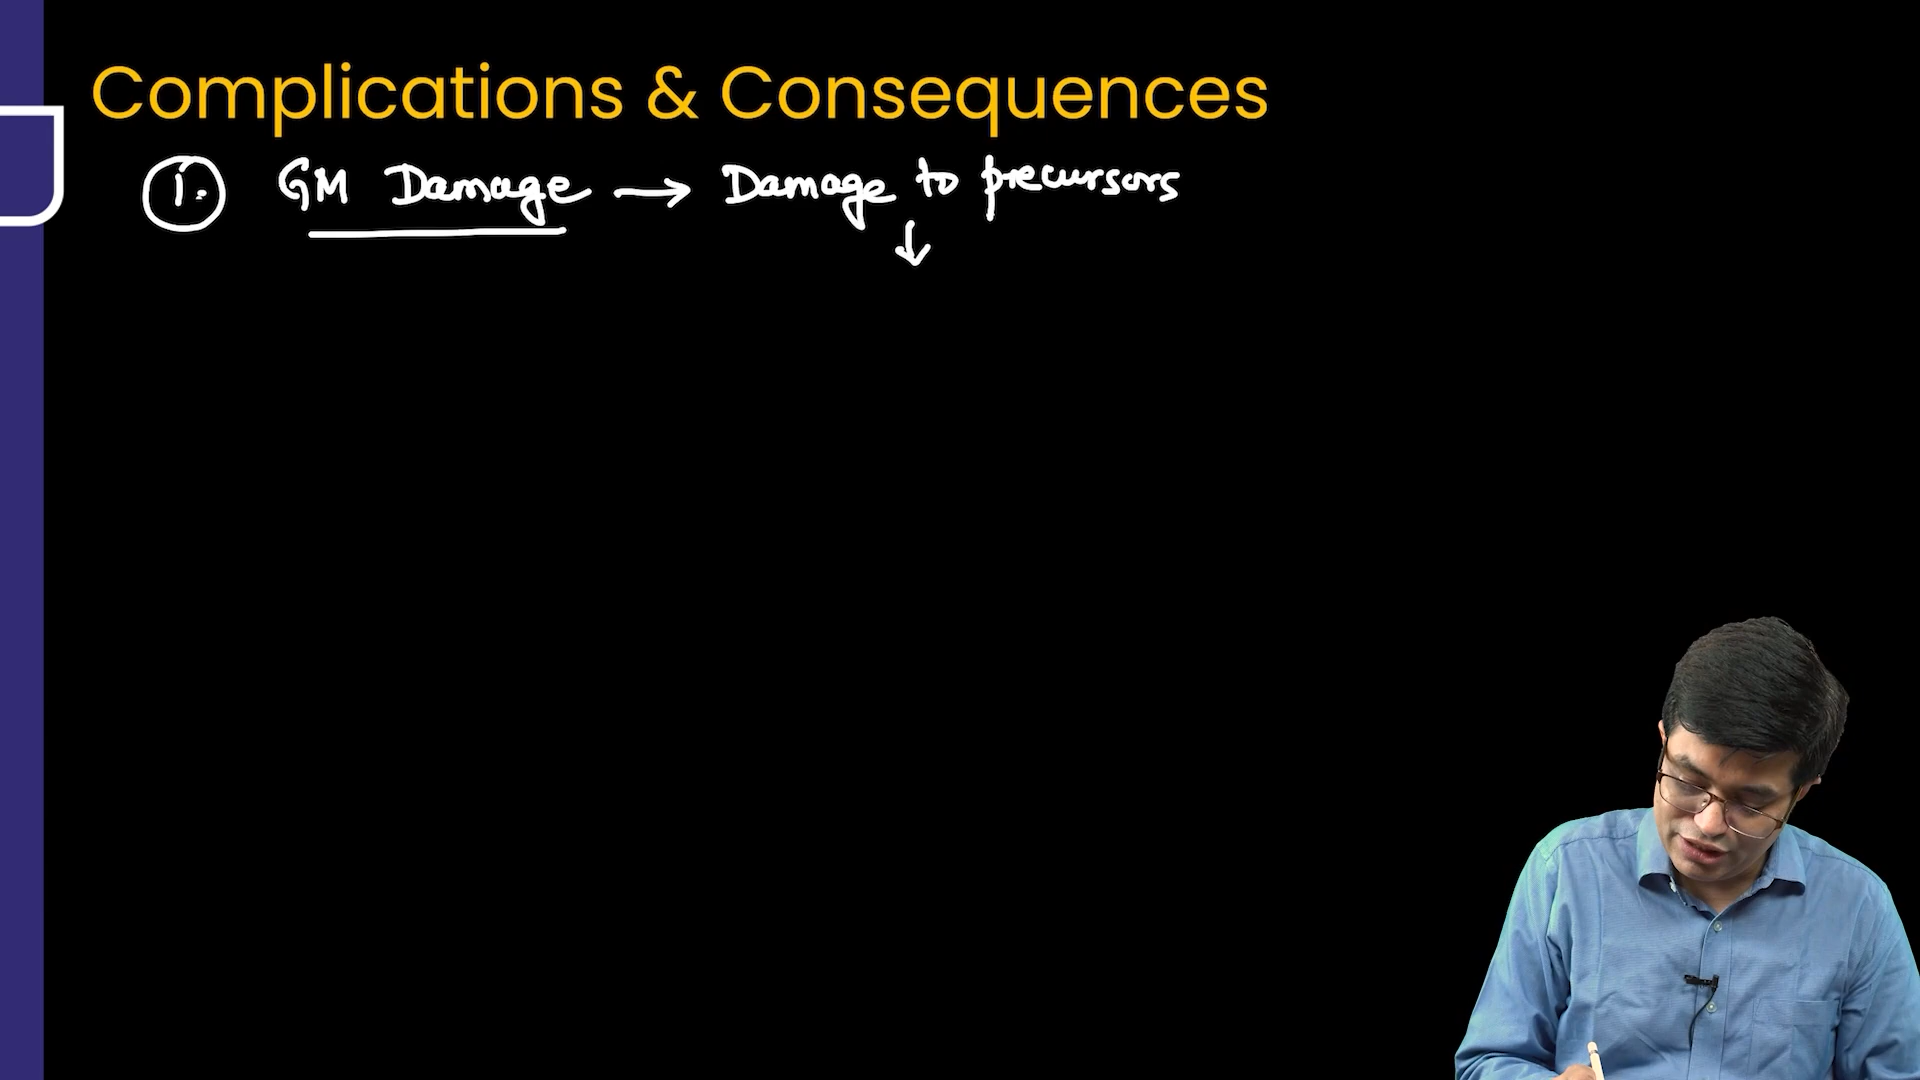 Complications & Consequences
1. GM Damage → Damage to precursors
↓